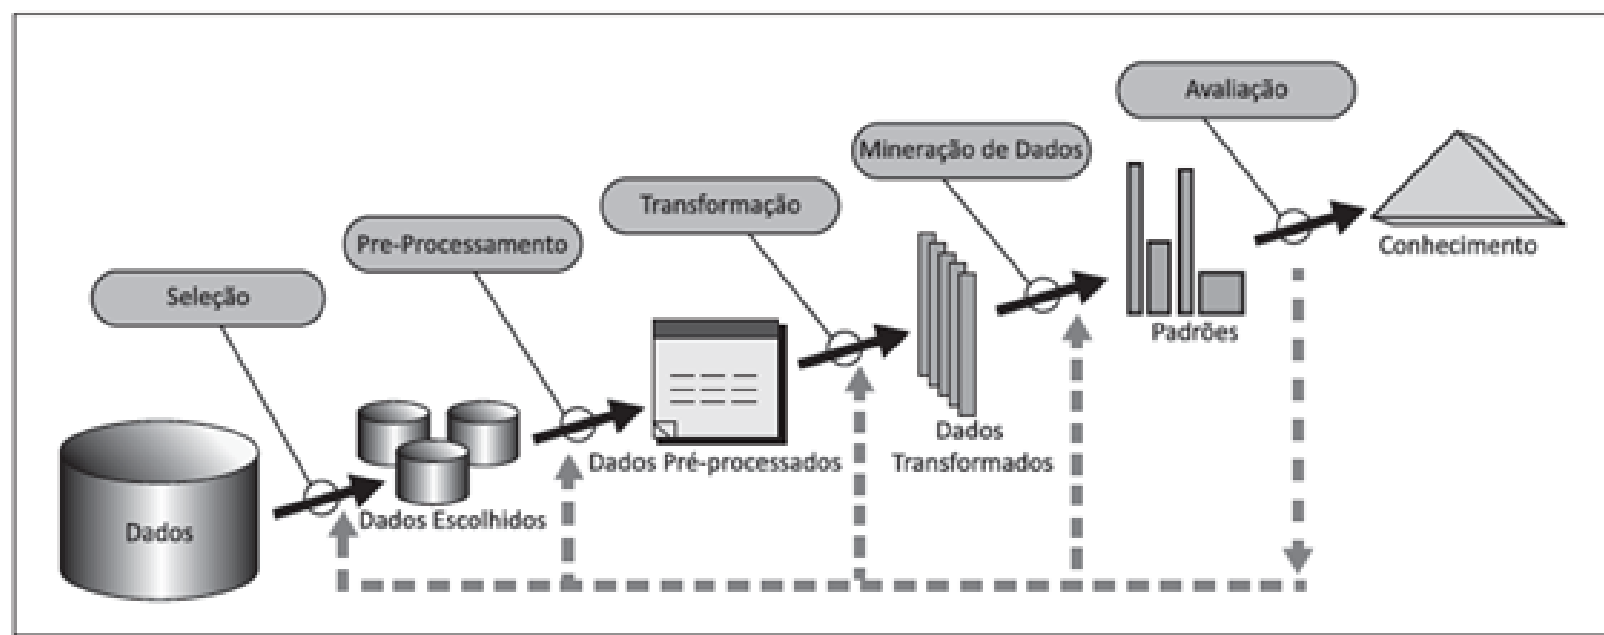 Avaliação
Mineração de Dados
Transformação
Pre-Processamento
Seleção
Conhecimento
Padrões
Dados
Transformados
Dados Pré-processados
Dados Escolhidos
Dados